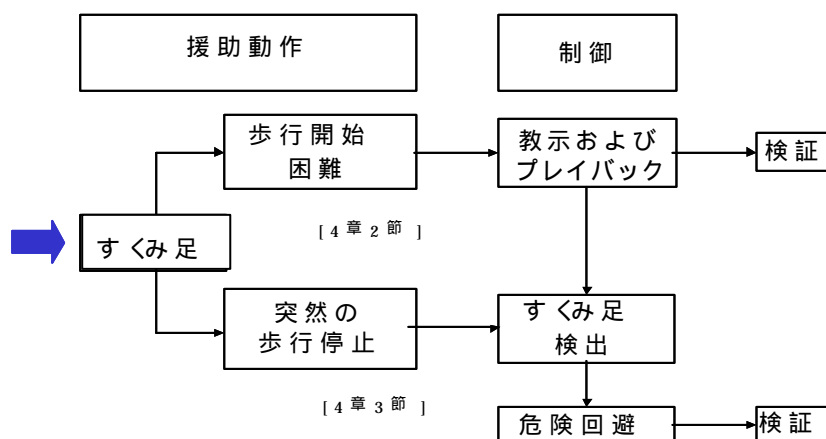 援助動作
制御
歩行開始
困難
教示および
プレイバック
検証
[4章2節]
すくみ足
突然の
歩行停止
すくみ足
検出
[4章3節]
危険回避
検証